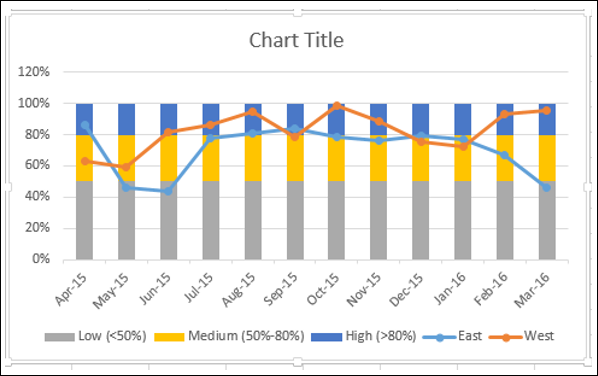 Chart Title
120%
100%
80%
60%
40%
20%
0%
Apr-15 May-15 Jun-15 Jul-15 Aug-15 Sep-15 Oct-15 Nov-15 Dec-15 Jan-16 Feb-16 Mar-16
Low (<50%) Medium (50%-80%) High (>80%) East West